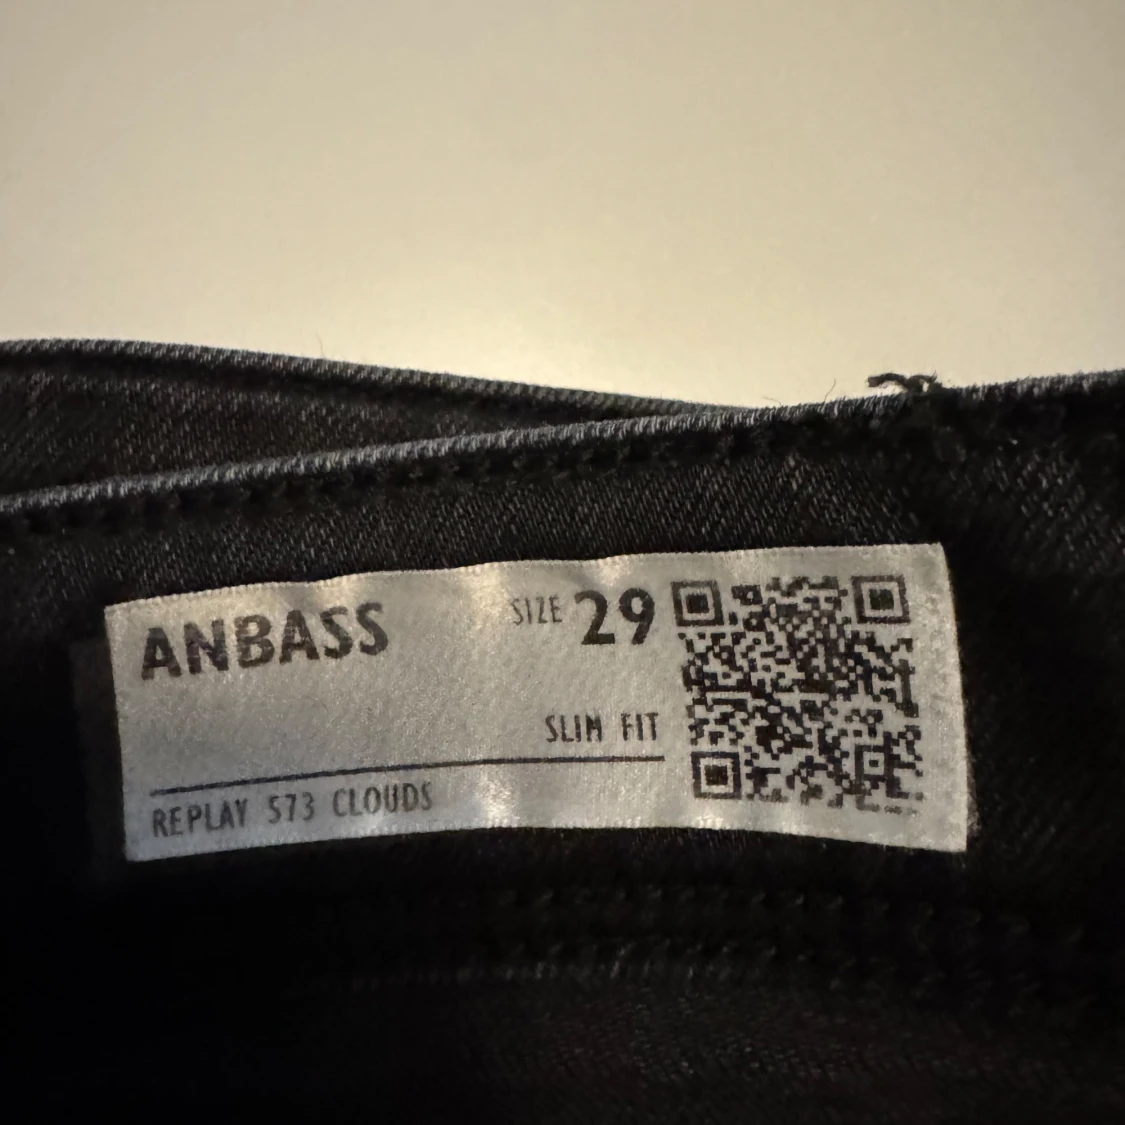 ANBASS
SIZE 29
SLIM FIT
REPLAY 573 CLOUDS